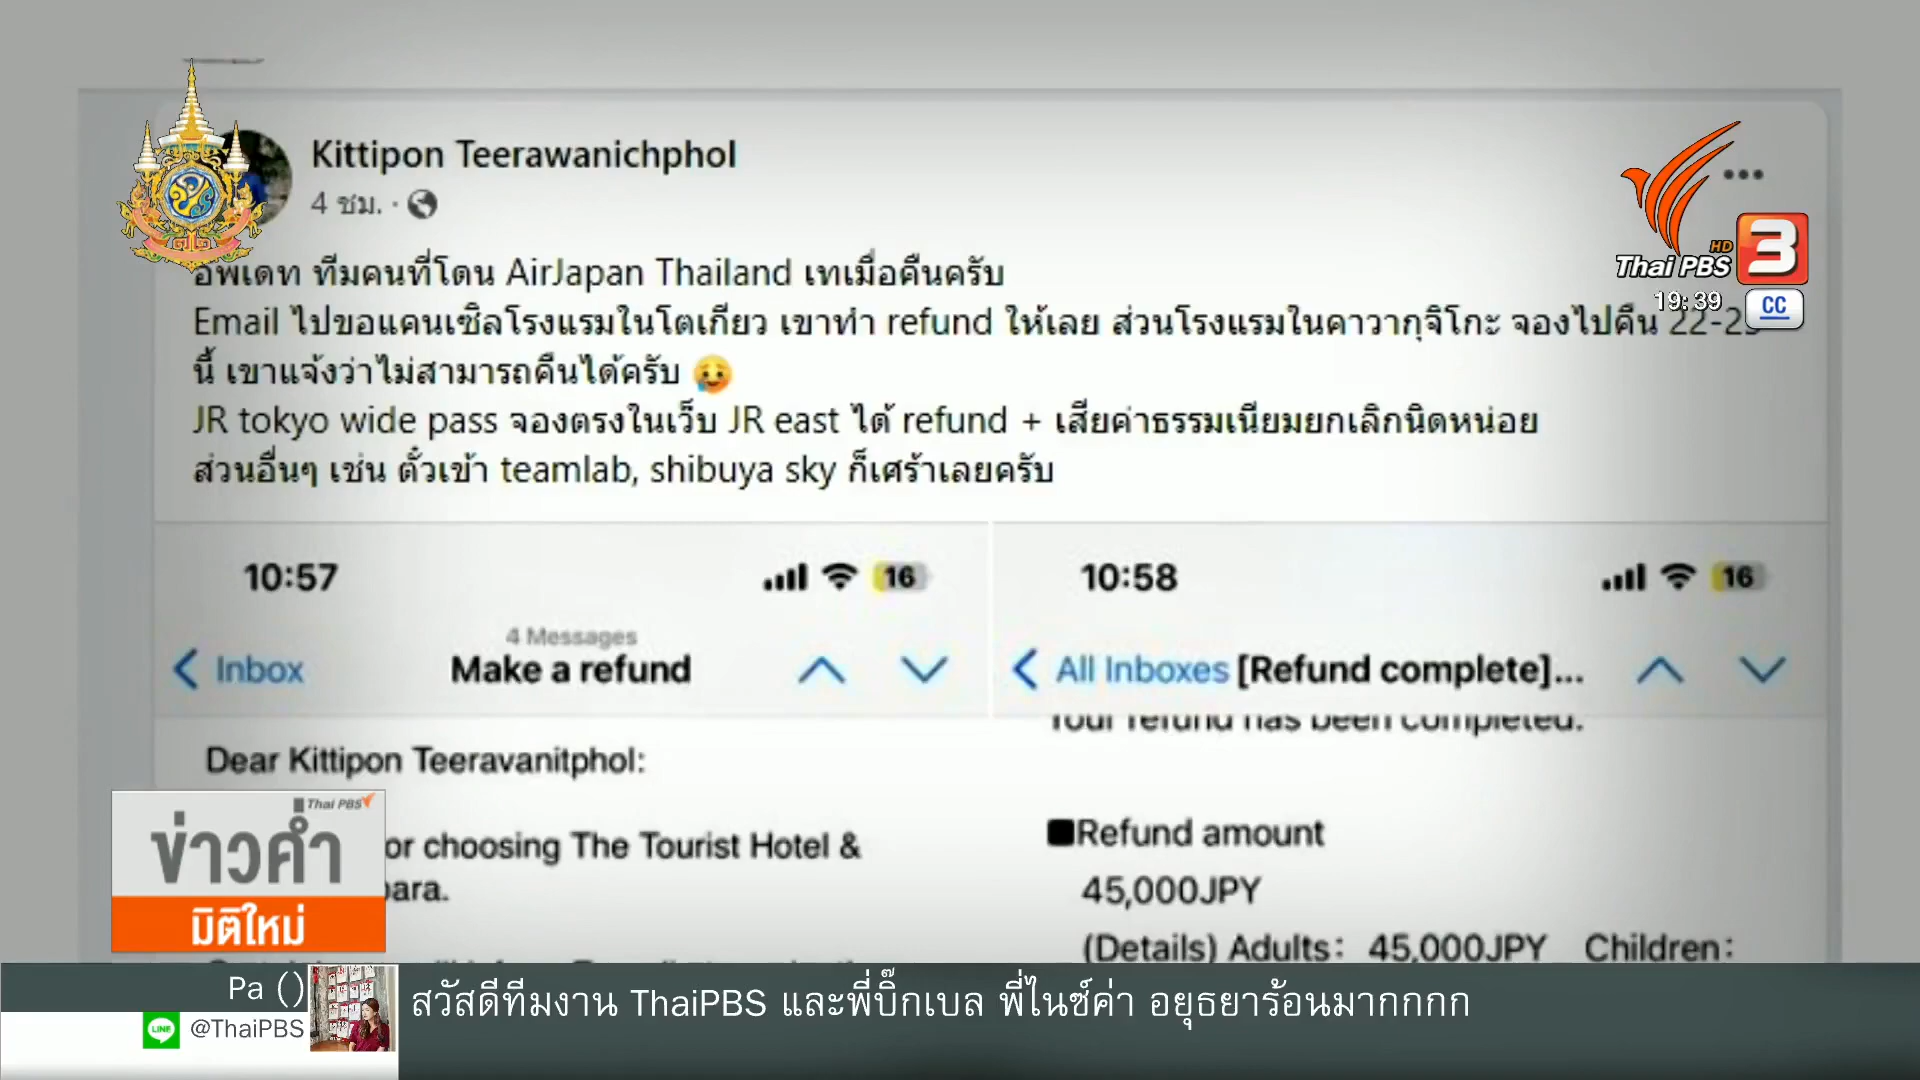 Kittipon Teerawanichphol
4 ชม.
อัพเดท ทีมคนที่โดน AirJapan Thailand เทเมื่อคืนครับ
Email ไปขอแคนเซิลโรงแรมในโตเกียว เขาทำ refund ให้เลย ส่วนโรงแรมในคาวากุจิโกะ จองไปคืน
นี้ เขาแจ้งว่าไม่สามารถคืนได้ครับ 🥲
JR tokyo wide pass จองตรงในเว็บ JR east ได้ refund + เสียค่าธรรมเนียมยกเลิกนิดหน่อย
ส่วนอื่นๆ เช่น ตั๋วเข้า teamlab, shibuya sky ก็เศร้าเลยครับ
HD
Thai PBS 3
19:39
CC
10:57
16
4 Messages
Inbox
Make a refund
Dear Kittipon Teeravanitphol:
or choosing The Tourist Hotel &
10:58
16
All Inboxes
[Refund complete]...
Your refund has been completed.
■Refund amount
45,000JPY
(Details) Adults: 45,000JPY Children:
Thai PBS
ข่าวค่ำ
มิติใหม่
Pa ()
LINE
@ThaiPBS
สวัสดีทีมงาน ThaiPBS และพี่บิ๊กเบล พี่ไนซ์ค่า อยุธยาร้อนมากกกก